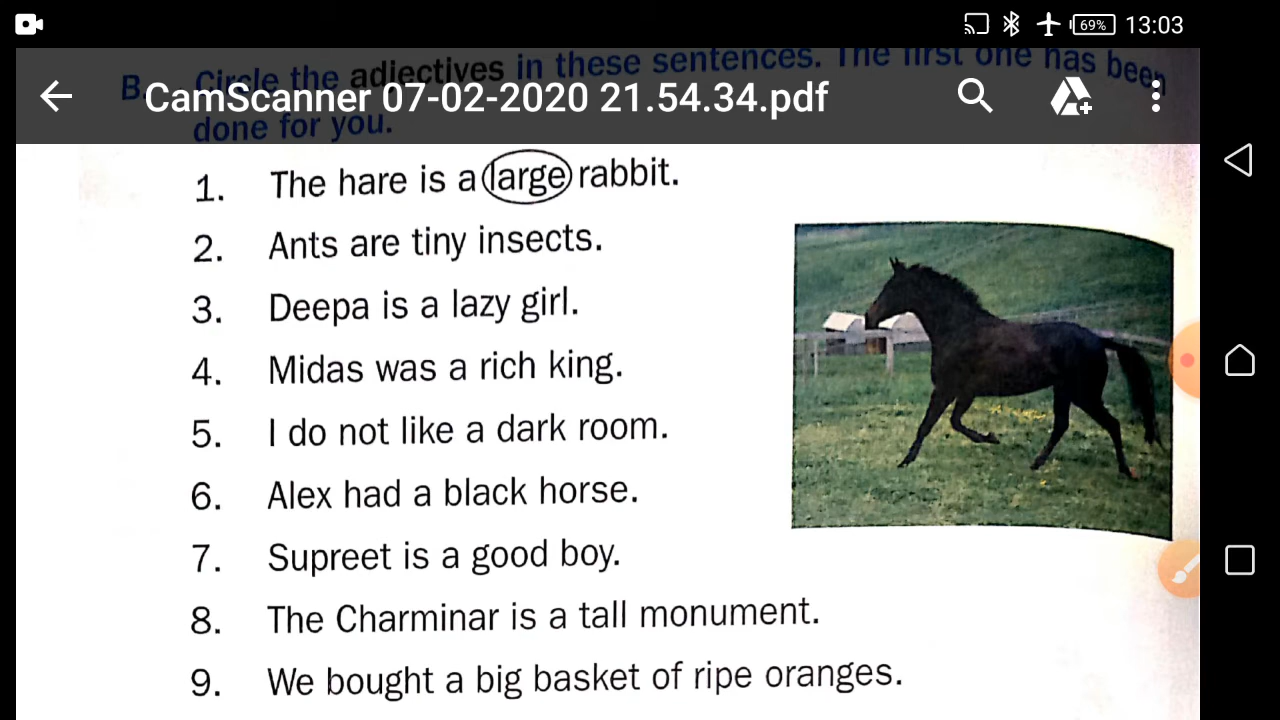 69% 13:03
B. Circle the adjectives in these sentences. The first one has been
CamScanner 07-02-2020 21.54.34.pdf
done for you.
1. The hare is a large rabbit.
2. Ants are tiny insects.
3. Deepa is a lazy girl.
4. Midas was a rich king.
5. I do not like a dark room.
6. Alex had a black horse.
7. Supreet is a good boy.
8. The Charminar is a tall monument.
9. We bought a big basket of ripe oranges.